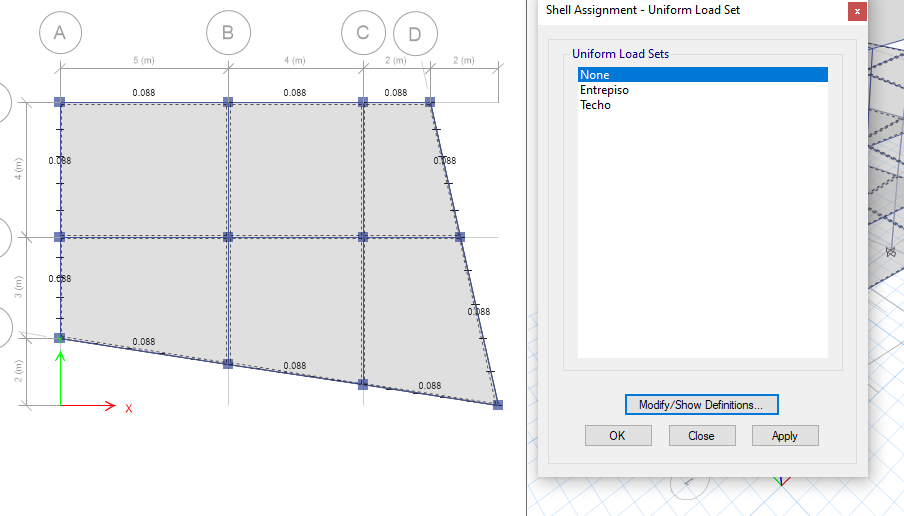 A
B
C
D
5 (m)
4 (m)
2 (m)
2 (m)
0.088
0.088
0.088
4 (m)
0.088
0.088
3 (m)
0.088
0.088
2 (m)
0.088
0.088
0.088
X
Shell Assignment - Uniform Load Set
x
Uniform Load Sets
None
Entrepiso
Techo
Modify/Show Definitions...
OK
Close
Apply